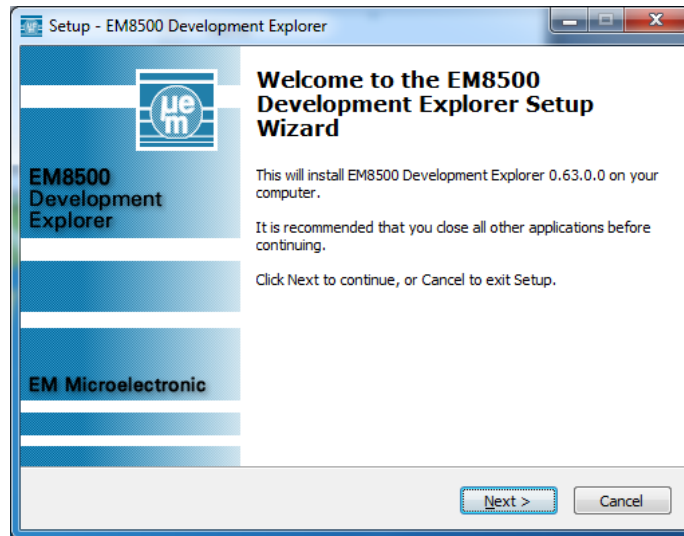 Setup - EM8500 Development Explorer
µe
m
EM8500
Development
Explorer
EM Microelectronic
Welcome to the EM8500
Development Explorer Setup
Wizard
This will install EM8500 Development Explorer 0.63.0.0 on your
computer.
It is recommended that you close all other applications before
continuing.
Click Next to continue, or Cancel to exit Setup.
Next >
Cancel